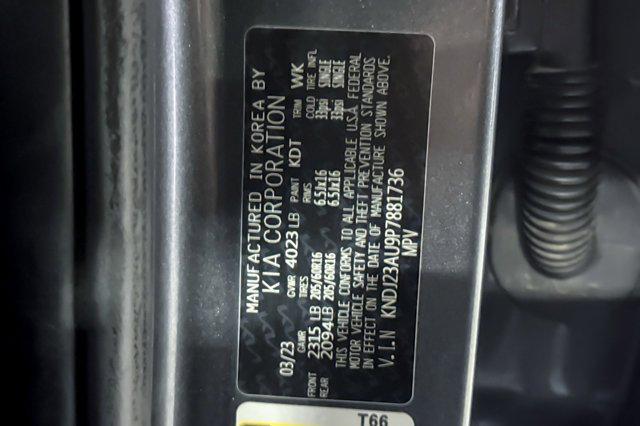 MANUFACTURED IN KOREA BY
KIA CORPORATION
03/23 GVWR 4023 LB PAINT KDT TRIM WK
GAWR TIRES RIMS COLD TIRE INFL
FRONT 2315 LB 205/60R16 6.5Jx16 33psi SINGLE
REAR 2094 LB 205/60R16 6.5Jx16 33psi SINGLE
THIS VEHICLE CONFORMS TO ALL APPLICABLE U.S.A. FEDERAL
MOTOR VEHICLE SAFETY AND THEFT PREVENTION STANDARDS
IN EFFECT ON THE DATE OF MANUFACTURE SHOWN ABOVE.
V.I.N KNDJ23AU9P7881736
MPV
T66